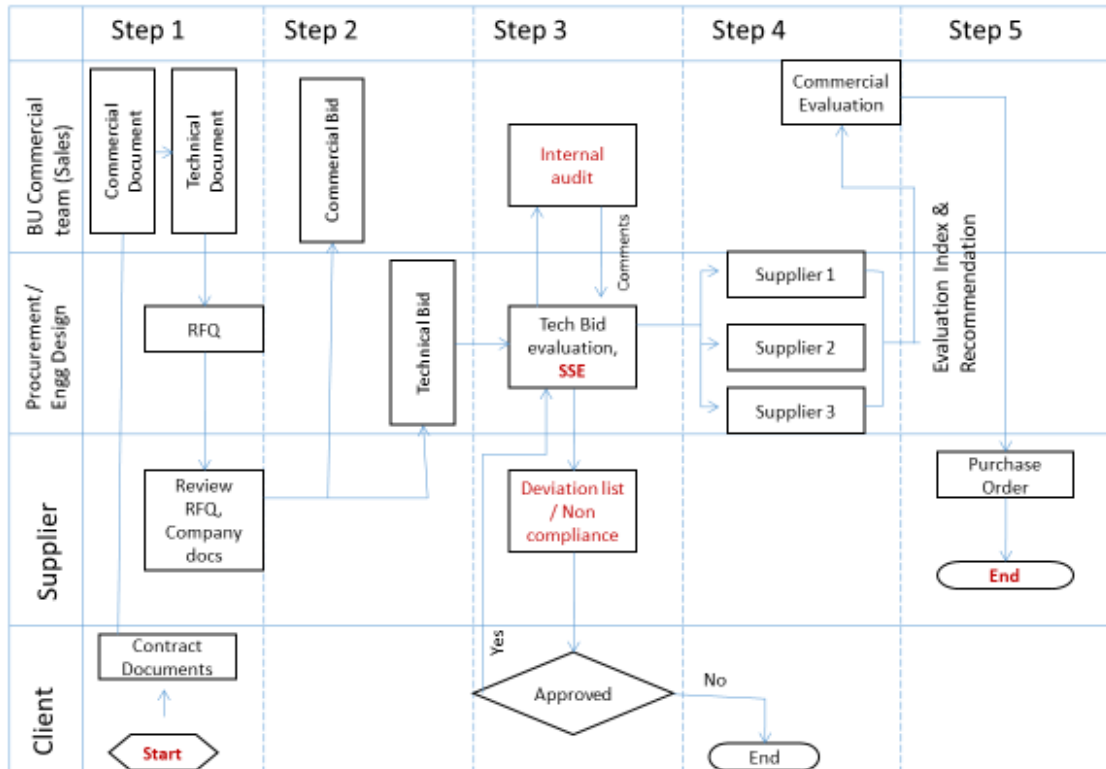 Step 1
Step 2
Step 3
Step 4
Step 5
BU Commercial
team (Sales)
Commercial
Document
Technical
Document
Commercial Bid
Internal
audit
Comments
Commercial
Evaluation
Procurement /
Engg Design
RFQ
Technical Bid
Tech Bid
evaluation,
SSE
Supplier 1
Supplier 2
Supplier 3
Evaluation Index &
Recommendation
Supplier
Review
RFQ,
Company
docs
Deviation list
/ Non
compliance
Purchase
Order
End
Client
Contract
Documents
Start
Yes
Approved
No
End